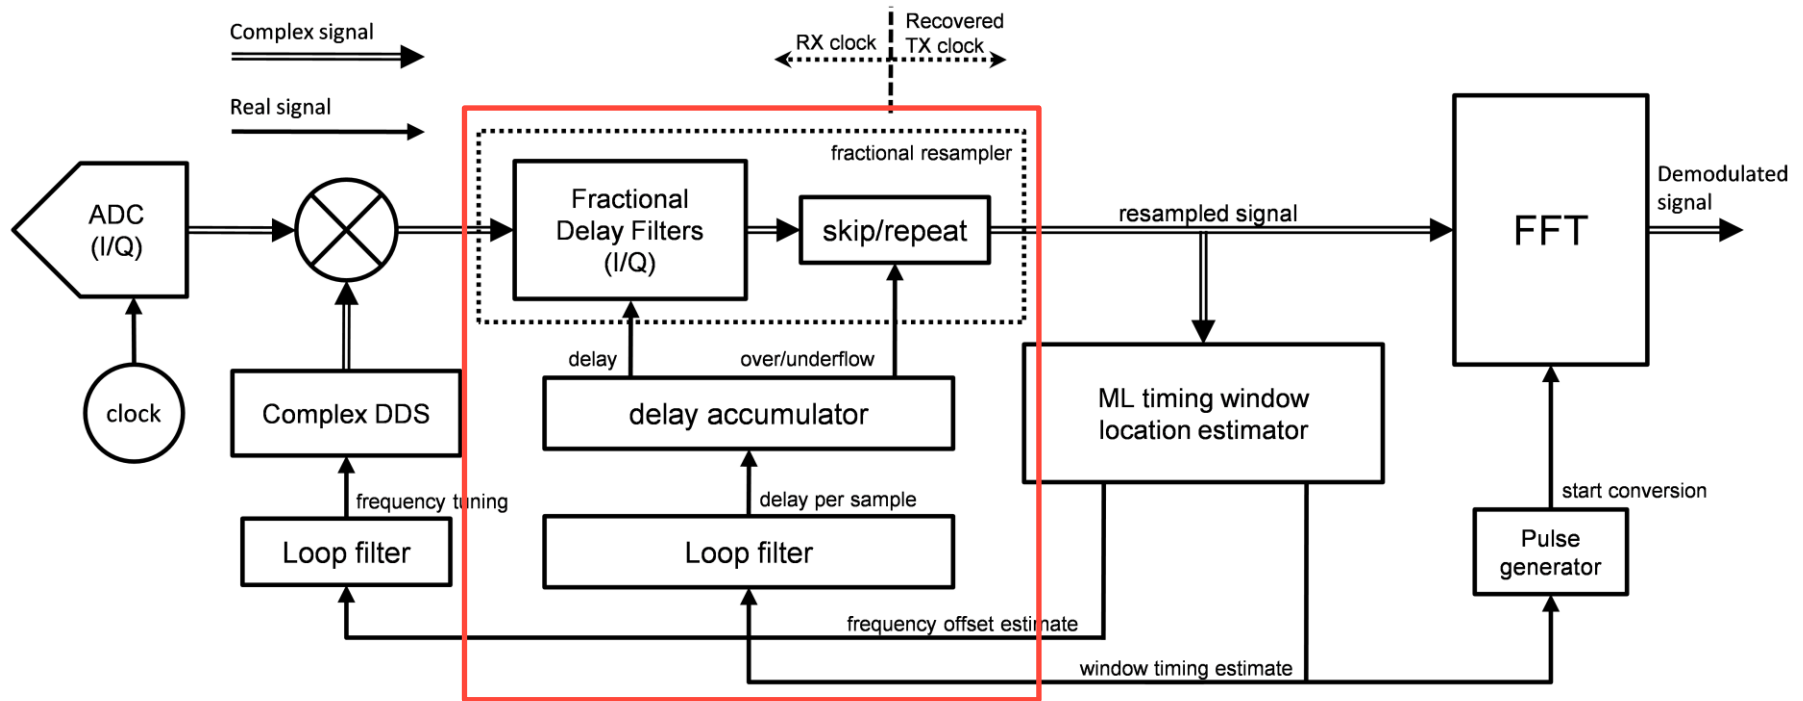 Complex signal
Real signal
RX clock
Recovered
TX clock
fractional resampler
ADC
(I/Q)
Fractional
Delay Filters
(I/Q)
skip/repeat
resampled signal
FFT
Demodulated
signal
delay
over/underflow
clock
Complex DDS
delay accumulator
ML timing window
location estimator
frequency tuning
delay per sample
start conversion
Loop filter
Loop filter
Pulse
generator
frequency offset estimate
window timing estimate